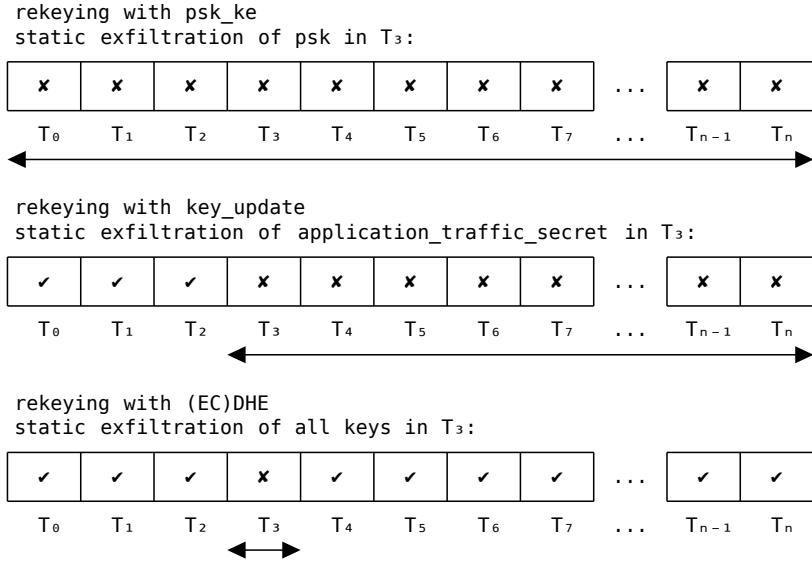 rekeying with psk_ke
static exfiltration of psk in T₃:
✘ ✘ ✘ ✘ ✘ ✘ ✘ ✘ ... ✘ ✘
T₀ T₁ T₂ T₃ T₄ T₅ T₆ T₇ ... Tₙ₋₁ Tₙ
rekeying with key_update
static exfiltration of application_traffic_secret in T₃:
✔ ✔ ✔ ✘ ✘ ✘ ✘ ✘ ... ✘ ✘
T₀ T₁ T₂ T₃ T₄ T₅ T₆ T₇ ... Tₙ₋₁ Tₙ
rekeying with (EC)DHE
static exfiltration of all keys in T₃:
✔ ✔ ✔ ✘ ✔ ✔ ✔ ✔ ... ✔ ✔
T₀ T₁ T₂ T₃ T₄ T₅ T₆ T₇ ... Tₙ₋₁ Tₙ